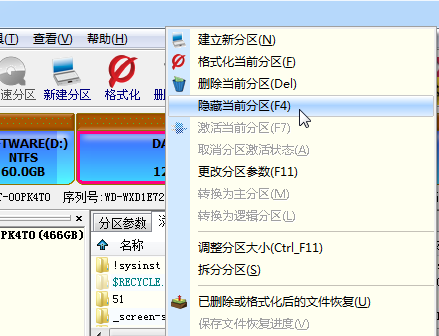 具(T) 查看(V) 帮助(H)
速分区 新建分区 格式化
TWARE(D:)
NTFS
60.0GB
DA
12
T-00PK4T0 序列号:WD-WXD1E72
PK4T0 (466GB)
分区参数
名称
!sysinst
$RECYCLE.
51
_screen-s
建立新分区(N)
格式化当前分区(F)
删除当前分区(Del)
隐藏当前分区(F4)
激活当前分区(F7)
取消分区激活状态(A)
更改分区参数(F11)
转换为主分区(M)
转换为逻辑分区(L)
调整分区大小(Ctrl_F11)
拆分分区(S)
已删除或格式化后的文件恢复(U)
保存文件恢复进度(V)